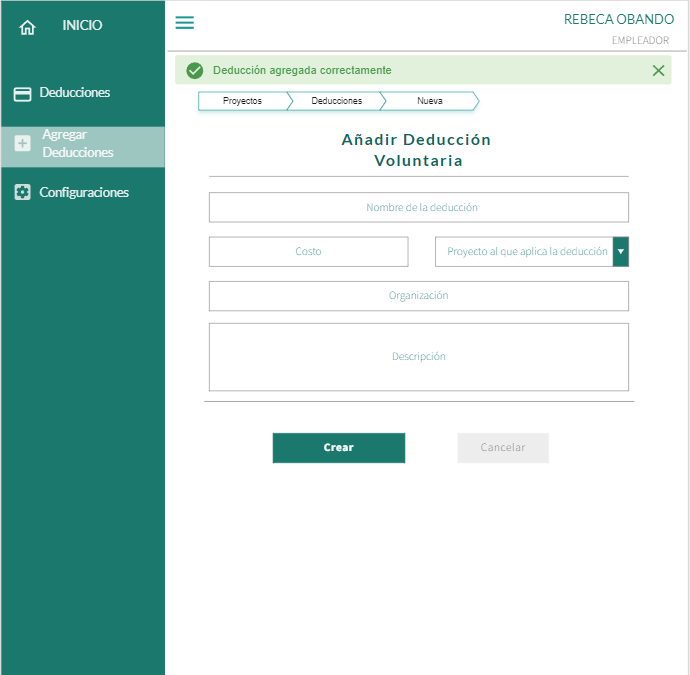 INICIO
Deducciones
Agregar
Deducciones
Configuraciones
REBECA OBANDO
EMPLEADOR
Deducción agregada correctamente
Proyectos
Deducciones
Nueva
Añadir Deducción
Voluntaria
Nombre de la deducción
Costo
Proyecto al que aplica la deducción
Organización
Descripción
Crear
Cancelar